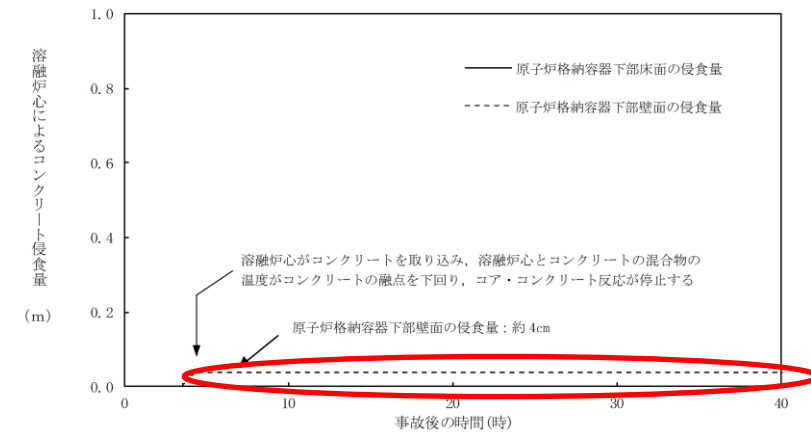 溶融炉心によるコンクリート侵食量
(m)
1.0
0.8
0.6
0.4
0.2
0.0
原子炉格納容器下部床面の侵食量
原子炉格納容器下部壁面の侵食量
溶融炉心がコンクリートを取り込み,溶融炉心とコンクリートの混合物の
温度がコンクリートの融点を下回り,コア・コンクリート反応が停止する
原子炉格納容器下部壁面の侵食量:約4cm
0
10
20
30
40
事故後の時間(時)